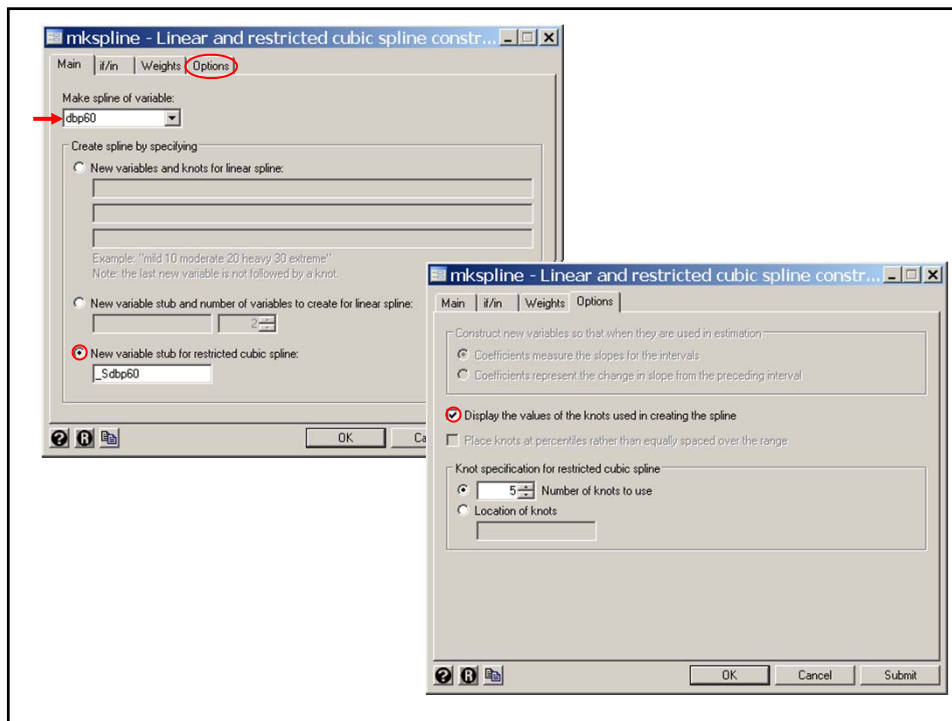 mkspline - Linear and restricted cubic spline constr...
Main if/in Weights Options
Make spline of variable:
dbp60
Create spline by specifying
New variables and knots for linear spline:
Example: "mild 10 moderate 20 heavy 30 extreme"
Note: the last new variable is not followed by a knot.
New variable stub and number of variables to create for linear spline:
2
New variable stub for restricted cubic spline:
_Sdbp60
OK Ca
mkspline - Linear and restricted cubic spline constr...
Main if/in Weights Options
Construct new variables so that when they are used in estimation
Coefficients measure the slopes for the intervals
Coefficients represent the change in slope from the preceding interval
Display the values of the knots used in creating the spline
Place knots at percentiles rather than equally spaced over the range
Knot specification for restricted cubic spline
5 Number of knots to use
Location of knots
OK Cancel Submit